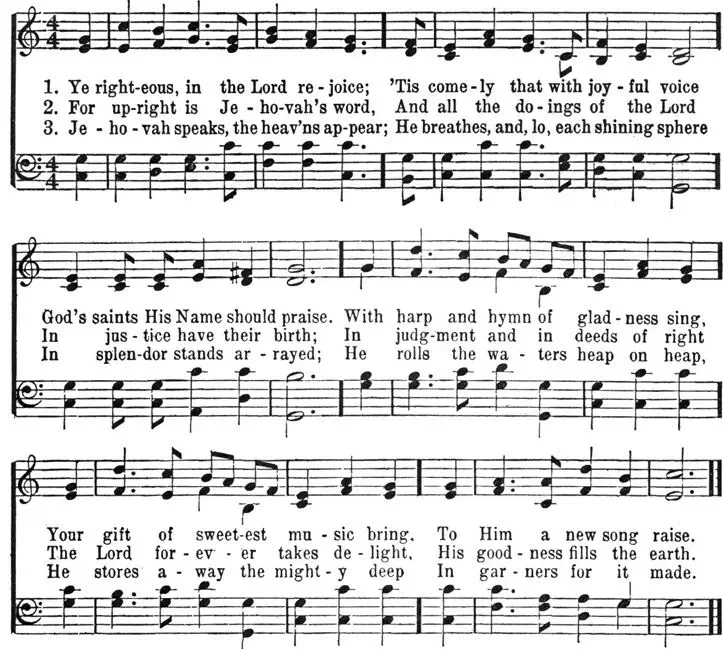 4 4
1. Ye right-eous, in the Lord re - joice; 'Tis come - ly that with joy - ful voice
2. For up-right is Je - ho-vah's word, And all the do - ings of the Lord
3. Je - ho - vah speaks, the heav'ns ap-pear; He breathes, and, lo, each shining sphere
4 4
God's saints His Name should praise. With harp and hymn of glad - ness sing,
In jus - tice have their birth; In judg-ment and in deeds of right
In splen-dor stands ar - rayed; He rolls the wa - ters heap on heap,
Your gift of sweet-est mu - sic bring, To Him a new song raise.
The Lord for-ev - er takes de - light, His good-ness fills the earth.
He stores a - way the might-y deep In gar-ners for it made.